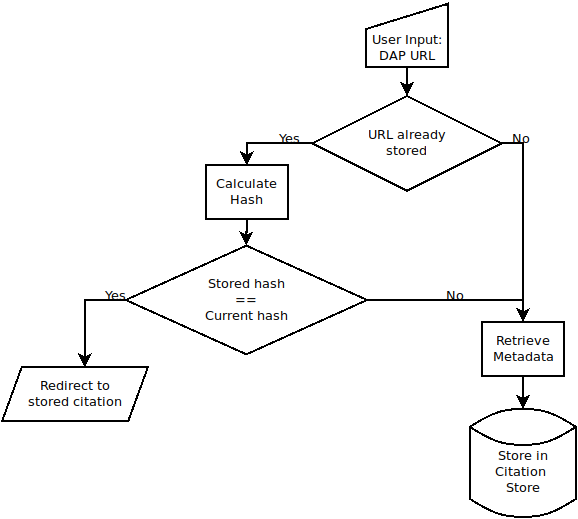 User Input:
DAP URL
URL already
stored
Yes
No
Calculate
Hash
Stored hash
==
Current hash
Yes
No
Retrieve
Metadata
Redirect to
stored citation
Store in
Citation
Store